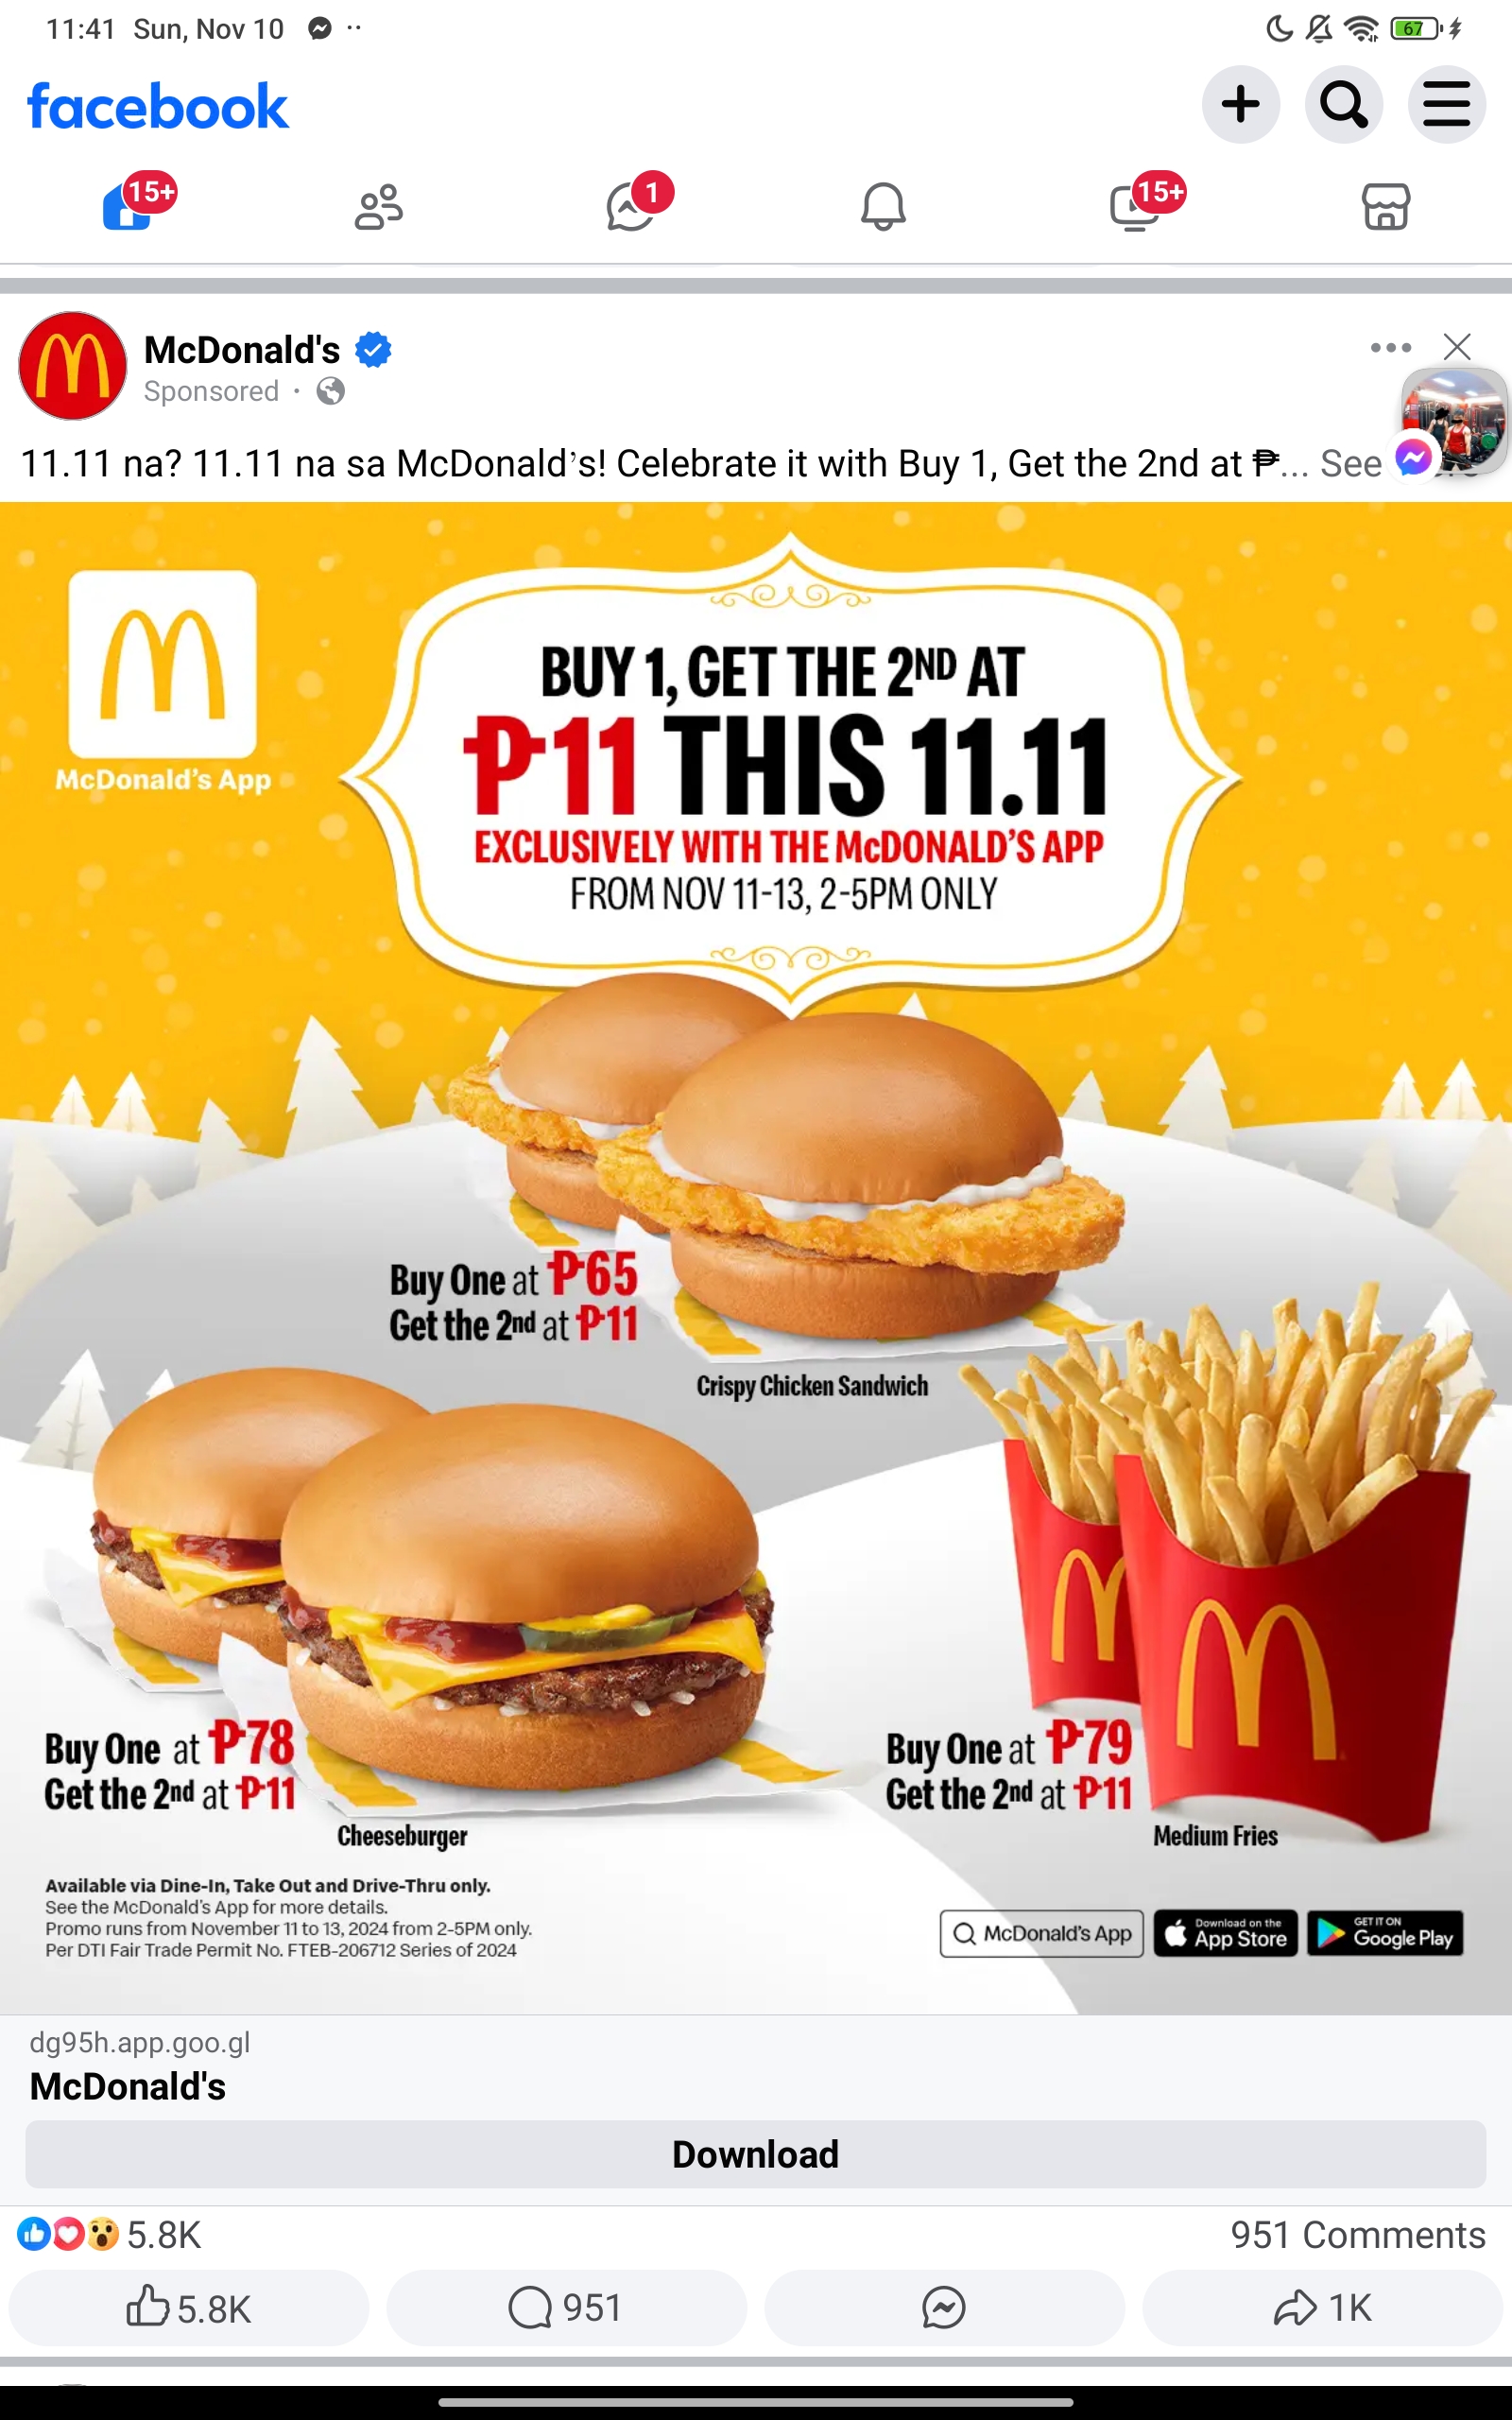 11:41 Sun, Nov 10
67
facebook
15+
1
15+
McDonald's
Sponsored
11.11 na? 11.11 na sa McDonald's! Celebrate it with Buy 1, Get the 2nd at ₱... See
McDonald's App
BUY 1, GET THE 2ND AT
₱11 THIS 11.11
EXCLUSIVELY WITH THE McDONALD'S APP
FROM NOV 11-13, 2-5PM ONLY
Buy One at ₱65
Get the 2nd at ₱11
Crispy Chicken Sandwich
Buy One at ₱78
Get the 2nd at ₱11
Cheeseburger
Buy One at ₱79
Get the 2nd at ₱11
Medium Fries
Available via Dine-In, Take Out and Drive-Thru only.
See the McDonald's App for more details.
Promo runs from November 11 to 13, 2024 from 2-5PM only.
Per DTI Fair Trade Permit No. FTEB-206712 Series of 2024
McDonald's App
Download on the
App Store
GET IT ON
Google Play
dg95h.app.goo.gl
McDonald's
Download
5.8K
951 Comments
5.8K
951
1K